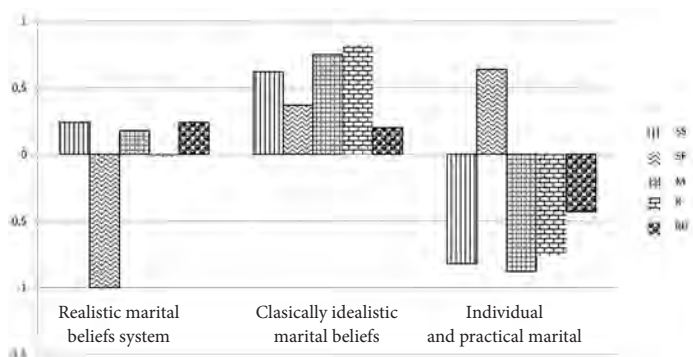 1
0.5
0
0.5
1
Realistic marital
beliefs system
Clasically idealistic
marital beliefs
Individual
and practical marital
SS
SF